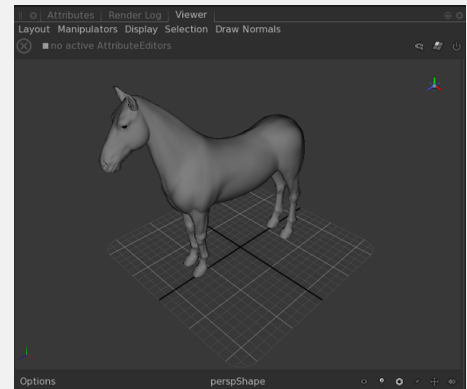 Attributes Render Log Viewer
Layout Manipulators Display Selection Draw Normals
no active AttributeEditors
Options perspShape